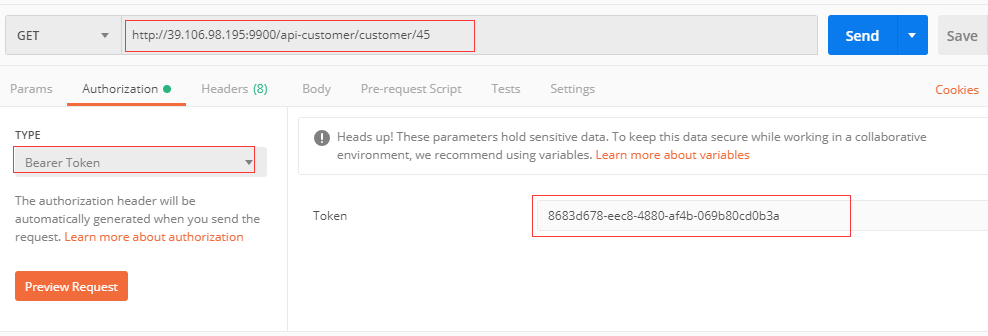 GET
http://39.106.98.195:9900/api-customer/customer/45
Send
Save
Params
Authorization
Headers (8)
Body
Pre-request Script
Tests
Settings
Cookies
TYPE
Bearer Token
The authorization header will be
automatically generated when you send the
request. Learn more about authorization
Preview Request
Heads up! These parameters hold sensitive data. To keep this data secure while working in a collaborative
environment, we recommend using variables. Learn more about variables
Token
8683d678-eec8-4880-af4b-069b80cd0b3a